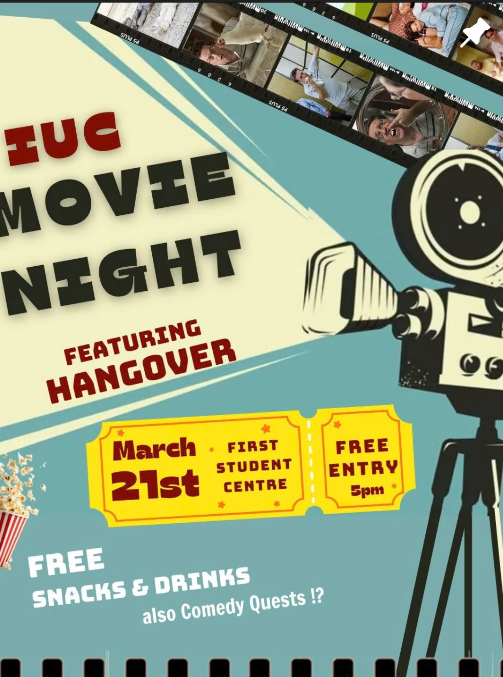 IUC
MOVIE
NIGHT
FEATURING
HANGOVER
March
21st
FIRST
STUDENT
CENTRE
FREE
ENTRY
5pm
FREE
SNACKS & DRINKS
also Comedy Quests !?